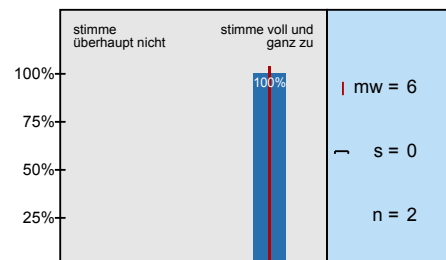 stimme
überhaupt nicht
stimme voll und
ganz zu
100%
75%
50%
25%
100%
mw = 6
s = 0
n = 2